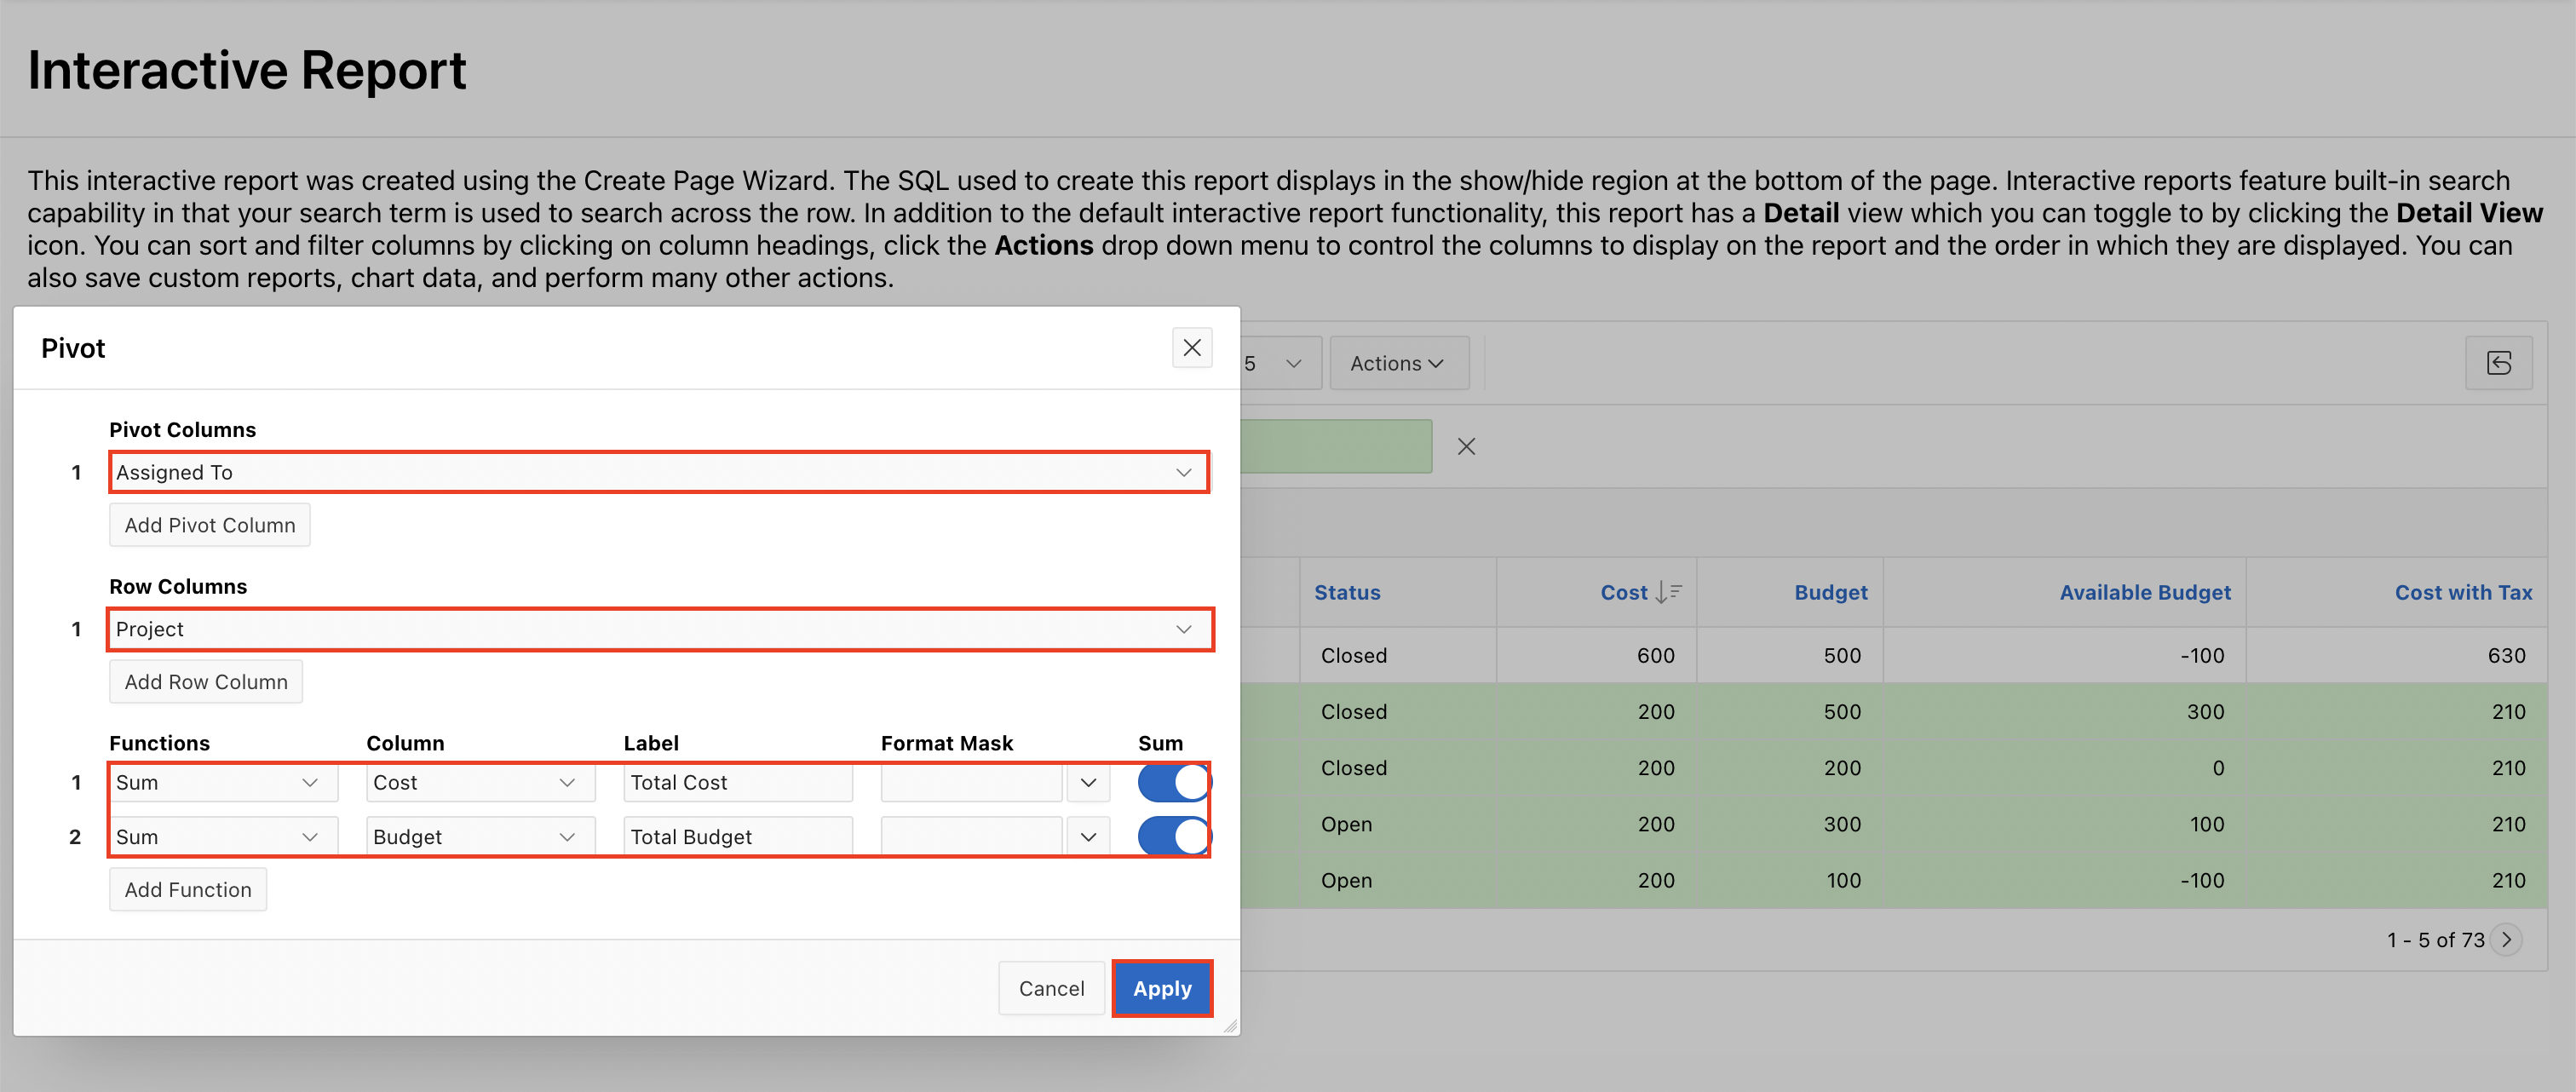 Interactive Report
This interactive report was created using the Create Page Wizard. The SQL used to create this report displays in the show/hide region at the bottom of the page. Interactive reports feature built-in search
capability in that your search term is used to search across the row. In addition to the default interactive report functionality, this report has a Detail view which you can toggle to by clicking the Detail View
icon. You can sort and filter columns by clicking on column headings, click the Actions drop down menu to control the columns to display on the report and the order in which they are displayed. You can
also save custom reports, chart data, and perform many other actions.
Pivot
Pivot Columns
1 Assigned To
Add Pivot Column
Row Columns
1 Project
Add Row Column
Functions Column Label Format Mask Sum
1 Sum Cost Total Cost
2 Sum Budget Total Budget
Add Function
Cancel Apply
5 Actions
Status Cost Budget Available Budget Cost with Tax
Closed 600 500 -100 630
Closed 200 500 300 210
Closed 200 200 0 210
Open 200 300 100 210
Open 200 100 -100 210
1 - 5 of 73